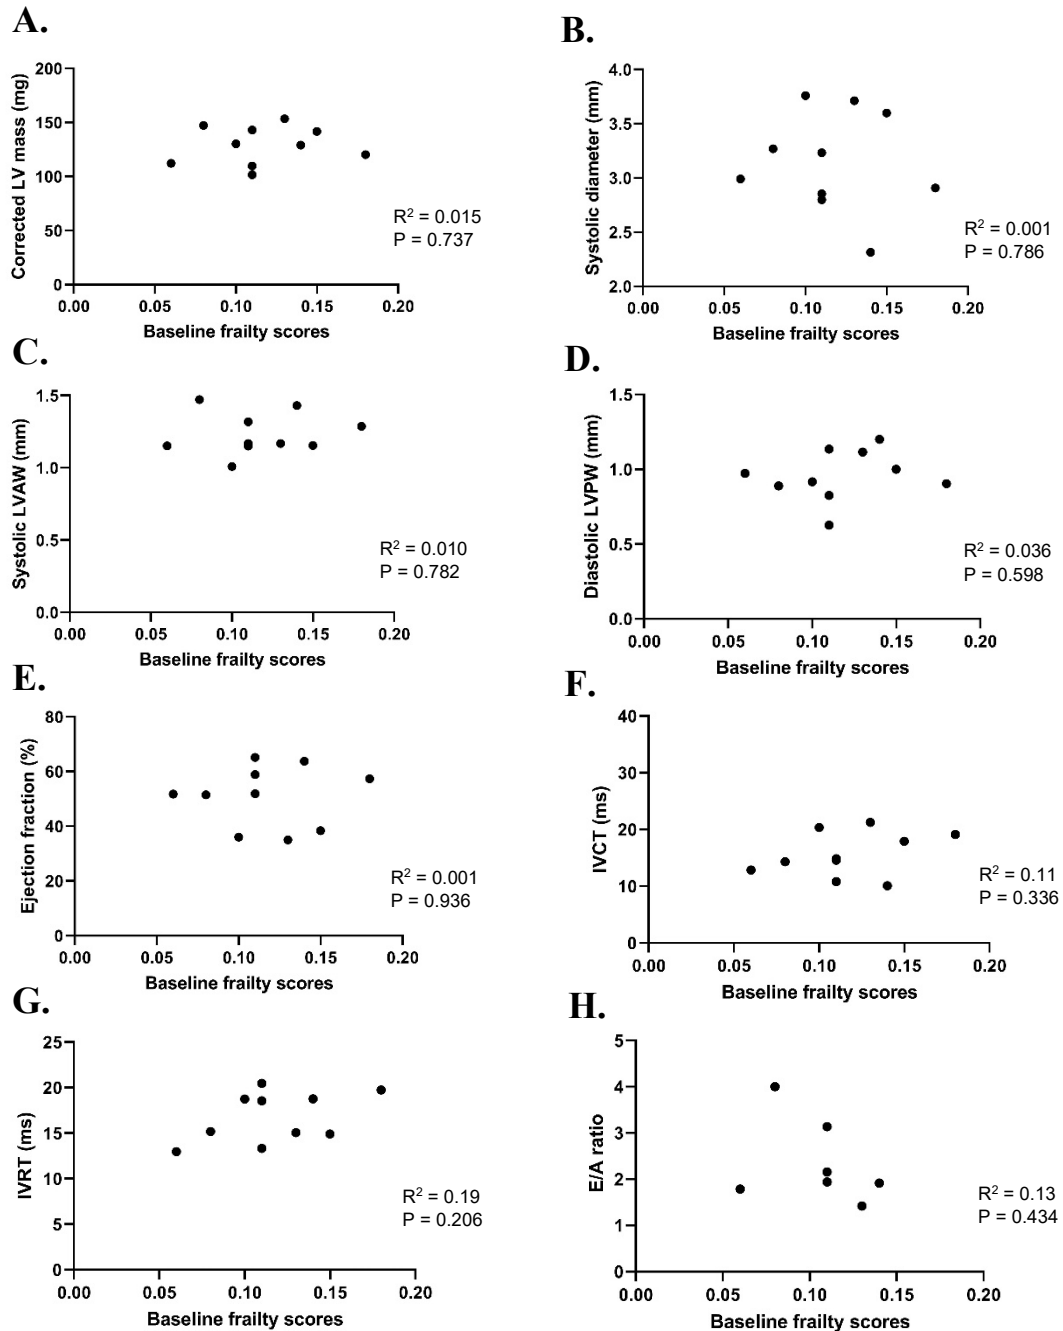 A.
200
150
100
50
0
0.00 0.05 0.10 0.15 0.20
Corrected LV mass (mg)
Baseline frailty scores
R² = 0.015
P = 0.737
B.
4.0
3.5
3.0
2.5
2.0
0.00 0.05 0.10 0.15 0.20
Systolic diameter (mm)
Baseline frailty scores
R² = 0.001
P = 0.786
C.
1.5
1.0
0.5
0.0
0.00 0.05 0.10 0.15 0.20
Systolic LVAW (mm)
Baseline frailty scores
R² = 0.010
P = 0.782
D.
1.5
1.0
0.5
0.0
0.00 0.05 0.10 0.15 0.20
Diastolic LVPW (mm)
Baseline frailty scores
R² = 0.036
P = 0.598
E.
80
60
40
20
0
0.00 0.05 0.10 0.15 0.20
Ejection fraction (%)
Baseline frailty scores
R² = 0.001
P = 0.936
F.
40
30
20
10
0
0.00 0.05 0.10 0.15 0.20
IVCT (ms)
Baseline frailty scores
R² = 0.11
P = 0.336
G.
25
20
15
10
5
0
0.00 0.05 0.10 0.15 0.20
IVRT (ms)
Baseline frailty scores
R² = 0.19
P = 0.206
H.
5
4
3
2
1
0
0.00 0.05 0.10 0.15 0.20
E/A ratio
Baseline frailty scores
R² = 0.13
P = 0.434